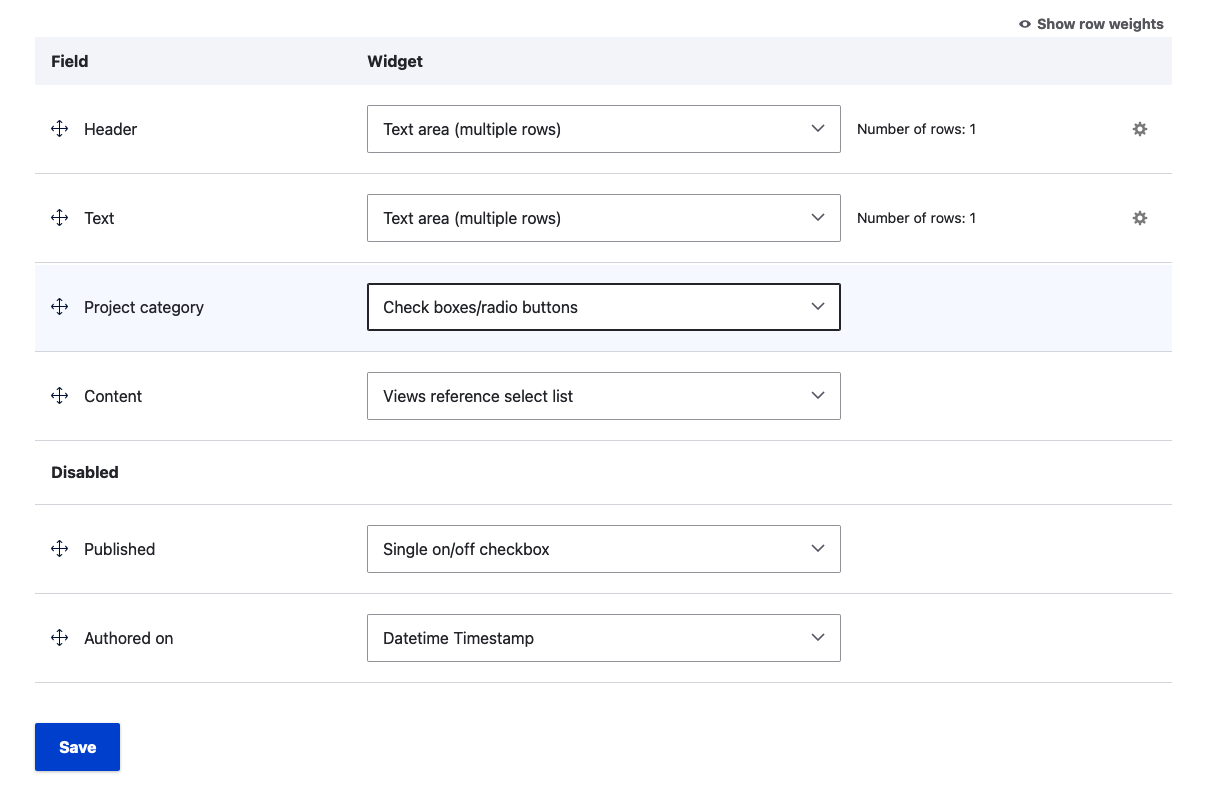 Show row weights
Field Widget
Header Text area (multiple rows) Number of rows: 1
Text Text area (multiple rows) Number of rows: 1
Project category Check boxes/radio buttons
Content Views reference select list
Disabled
Published Single on/off checkbox
Authored on Datetime Timestamp
Save